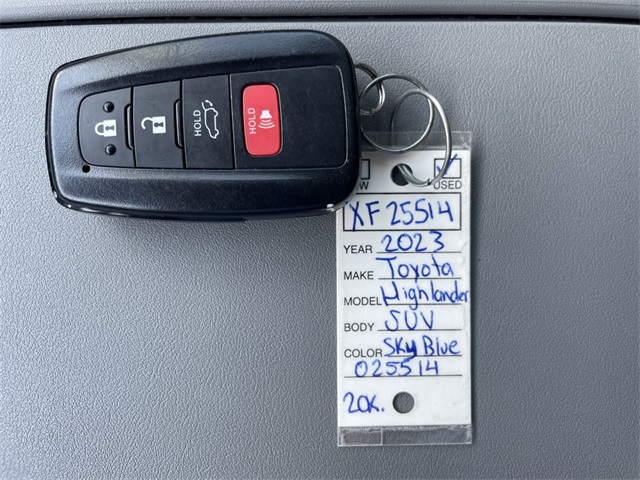 HOLD
HOLD
W
USED
XF25514
YEAR 2023
MAKE Toyota
MODEL Highlander
BODY SUV
COLOR Sky Blue
025514
20K.